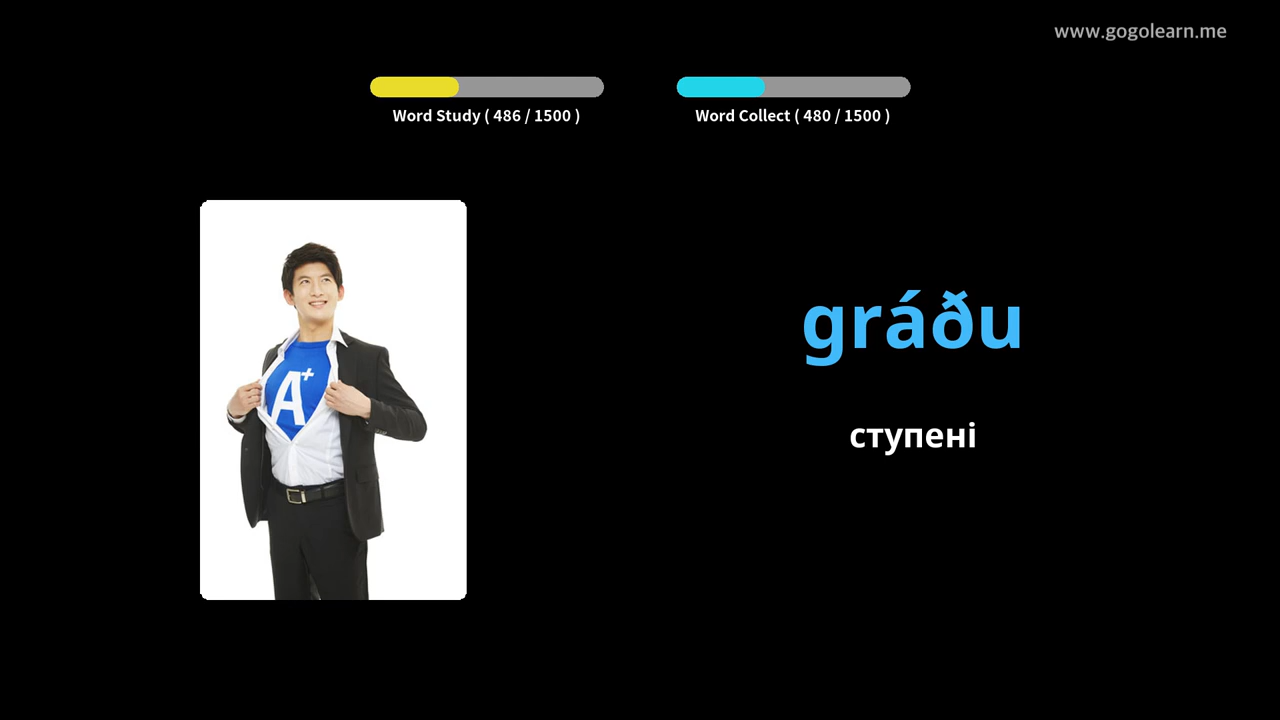 www.gogolearn.me
Word Study ( 486 / 1500 )
Word Collect ( 480 / 1500 )
A+
gráðu
ступені